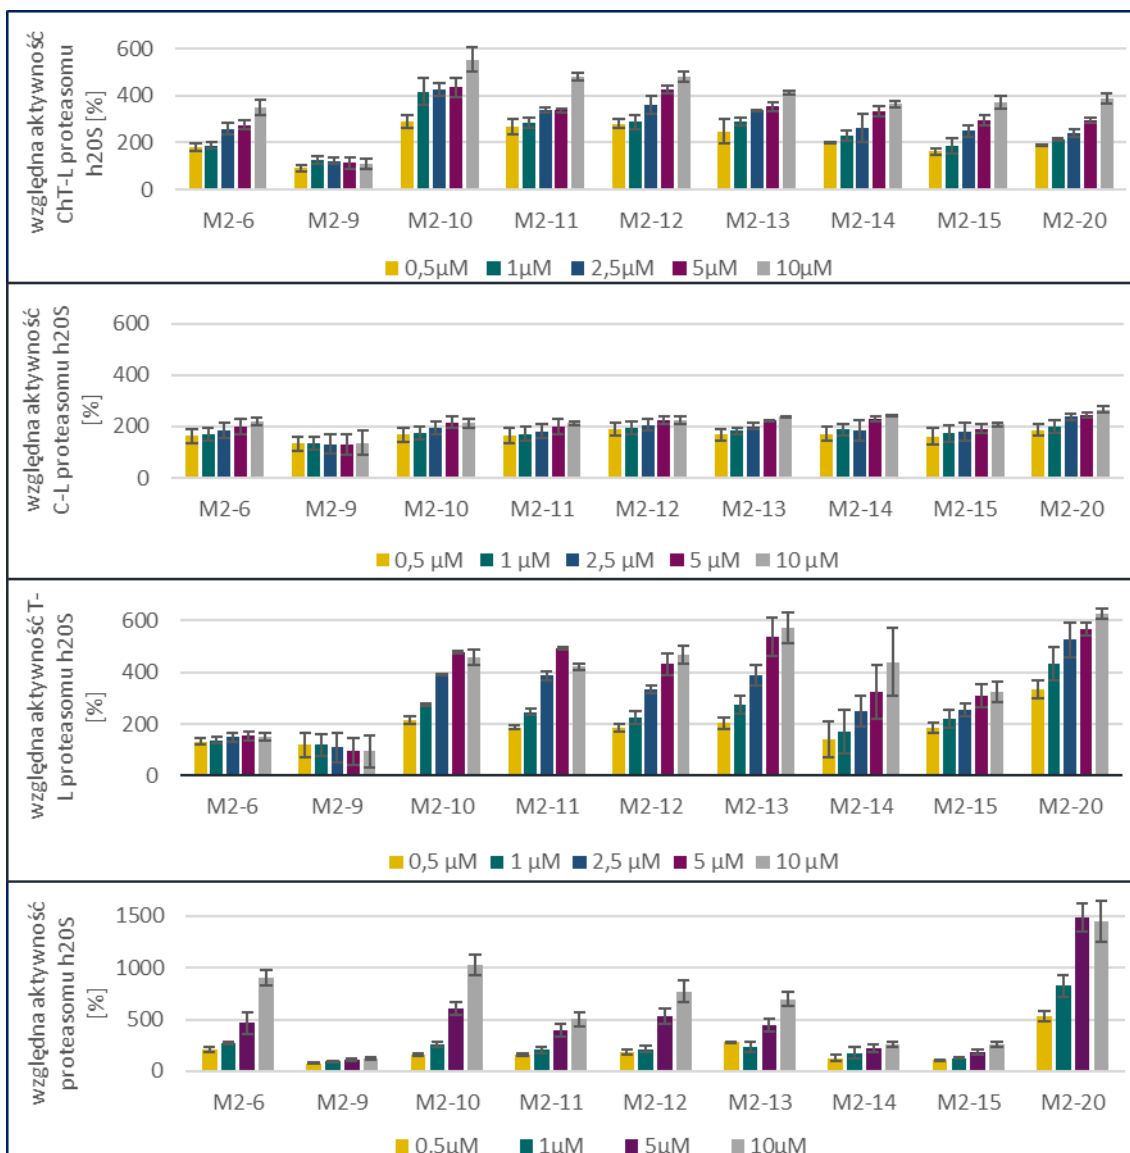 względna aktywność
ChT-L proteasomu
h20S [%]
600
400
200
0
M2-6 M2-9 M2-10 M2-11 M2-12 M2-13 M2-14 M2-15 M2-20
0,5μM 1μM 2,5μM 5μM 10μM
względna aktywność
C-L proteasomu h20S
[%]
600
400
200
0
M2-6 M2-9 M2-10 M2-11 M2-12 M2-13 M2-14 M2-15 M2-20
0,5 μM 1 μM 2,5 μM 5 μM 10 μM
względna aktywność T-
L proteasomu h20S
[%]
600
400
200
0
M2-6 M2-9 M2-10 M2-11 M2-12 M2-13 M2-14 M2-15 M2-20
0,5 μM 1 μM 2,5 μM 5 μM 10 μM
względna aktywność
proteasomu h20S
[%]
1500
1000
500
0
M2-6 M2-9 M2-10 M2-11 M2-12 M2-13 M2-14 M2-15 M2-20
0,5μM 1μM 5μM 10μM